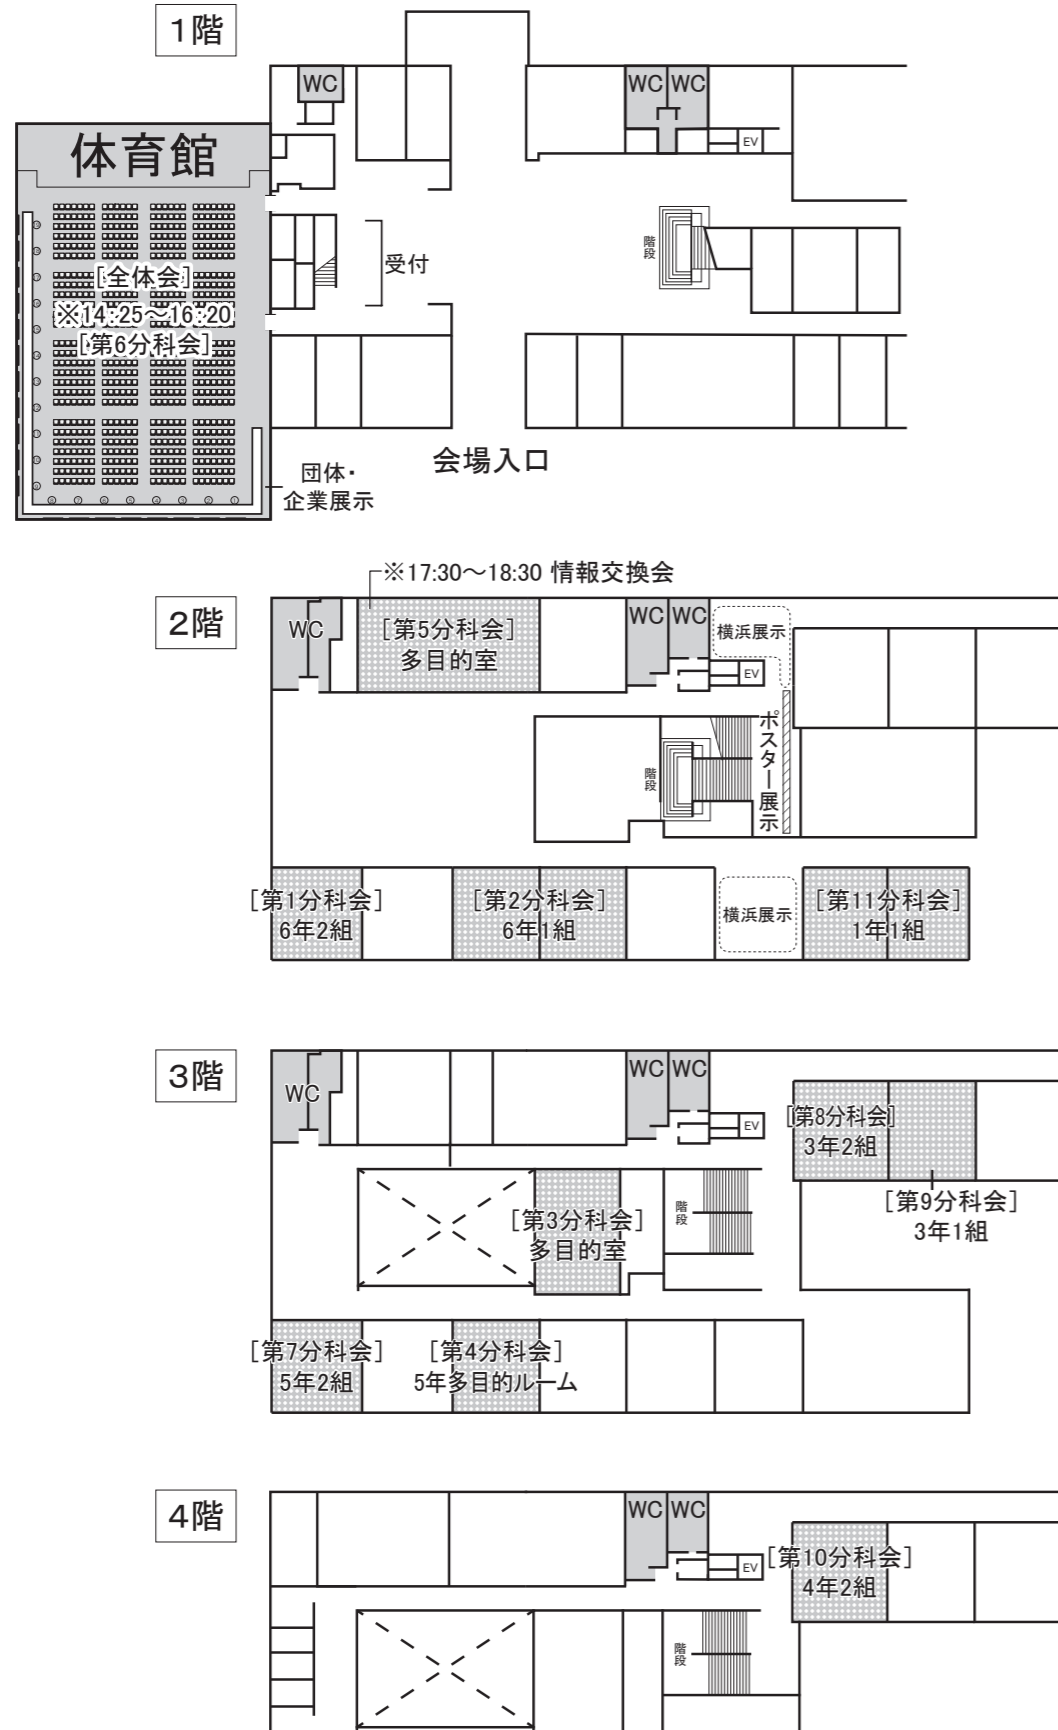 1階
WC
WC WC
EV
体育館
階段
受付
[全体会]
※14:25～16:20
[第6分科会]
団体・
企業展示
会場入口
※17:30～18:30 情報交換会
2階
WC
[第5分科会]
多目的室
WC WC
横浜展示
EV
ポスター展示
階段
[第1分科会]
6年2組
[第2分科会]
6年1組
横浜展示
[第11分科会]
1年1組
3階
WC
WC WC
EV
[第8分科会]
3年2組
[第9分科会]
3年1組
階段
[第3分科会]
多目的室
[第7分科会]
5年2組
[第4分科会]
5年多目的ルーム
4階
WC WC
EV
[第10分科会]
4年2組
階段